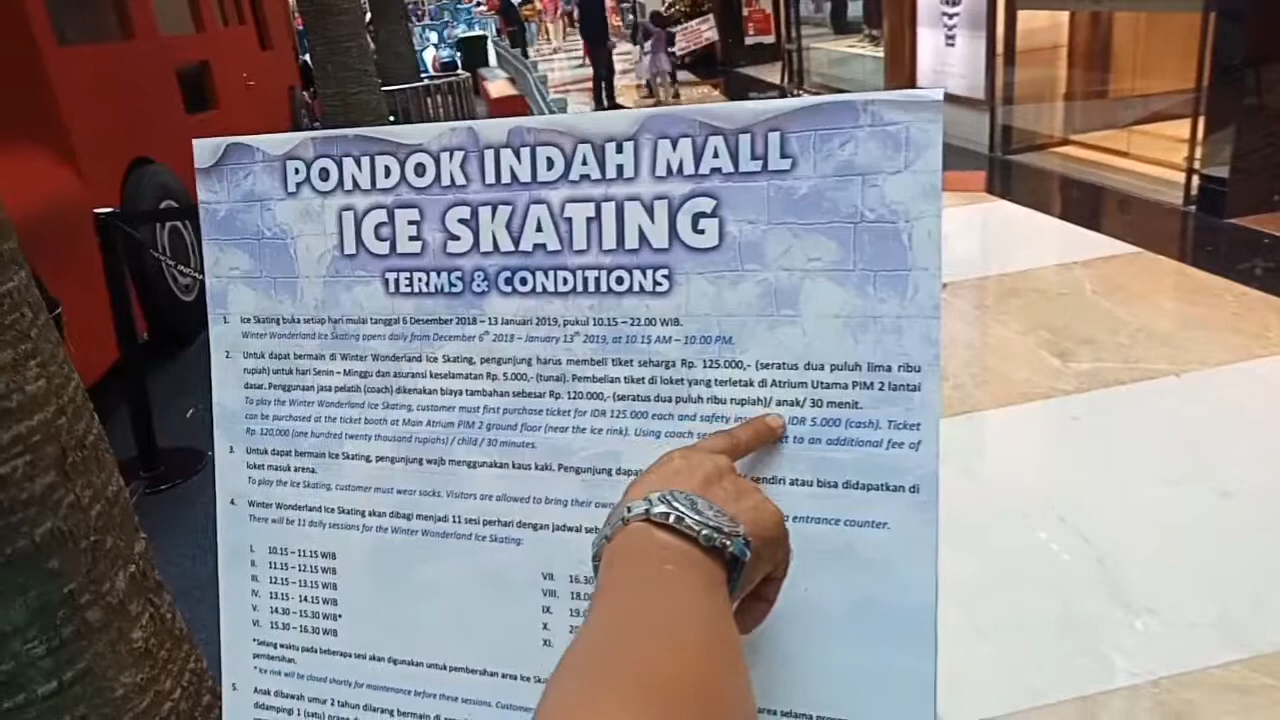 PONDOK INDAH MALL
ICE SKATING
TERMS & CONDITIONS
1. Ice Skating buka setiap hari mulai tanggal 6 Desember 2018 – 13 Januari 2019, pukul 10.15 – 22.00 WIB.
Winter Wonderland Ice Skating opens daily from December 6th 2018 – January 13th 2019, at 10.15 AM – 10:00 PM.
2. Untuk dapat bermain di Winter Wonderland Ice Skating, pengunjung harus membeli tiket seharga Rp. 125.000,- (seratus dua puluh lima ribu
rupiah) untuk hari Senin – Minggu dan asuransi keselamatan Rp. 5.000,- (tunai). Pembelian tiket di loket yang terletak di Atrium Utama PIM 2 lantai
dasar. Penggunaan jasa pelatih (coach) dikenakan biaya tambahan sebesar Rp. 120.000,- (seratus dua puluh ribu rupiah)/ anak/ 30 menit.
To play the Winter Wonderland Ice Skating, customer must first purchase ticket for IDR 125.000 each and safety IDR 5.000 (cash). Ticket
can be purchased at the ticket booth at Main Atrium PIM 2 ground floor (near the ice rink). Using coach to an additional fee of
Rp. 120,000 (one hundred twenty thousand rupiahs) / child / 30 minutes.
3. Untuk dapat bermain Ice Skating, pengunjung wajb menggunakan kaus kaki. Pengunjung dapat sendiri atau bisa didapatkan di
loket masuk arena.
To play the Ice Skating, customer must wear socks. Visitors are allowed to bring their own entrance counter.
4. Winter Wonderland Ice Skating akan dibagi menjadi 11 sesi perhari dengan jadwal
There will be 11 daily sessions for the Winter Wonderland Ice Skating:
I. 10.15 – 11.15 WIB
II. 11.15 – 12.15 WIB
III. 12.15 – 13.15 WIB
IV. 13.15 - 14.15 WIB
V. 14.30 – 15.30 WIB*
VI. 15.30 – 16.30 WIB
VII. 16.30
VIII. 18.0
IX. 19.
X.
XI.
*Selang waktu pada beberapa sesi akan digunakan untuk pembersihan area Ice
pembersihan.
* Ice rink will be closed shortly for maintenance before these sessions.
5. Anak dibawah umur 2 tahun dilarang bermain di area selama
didampingi 1 (satu)